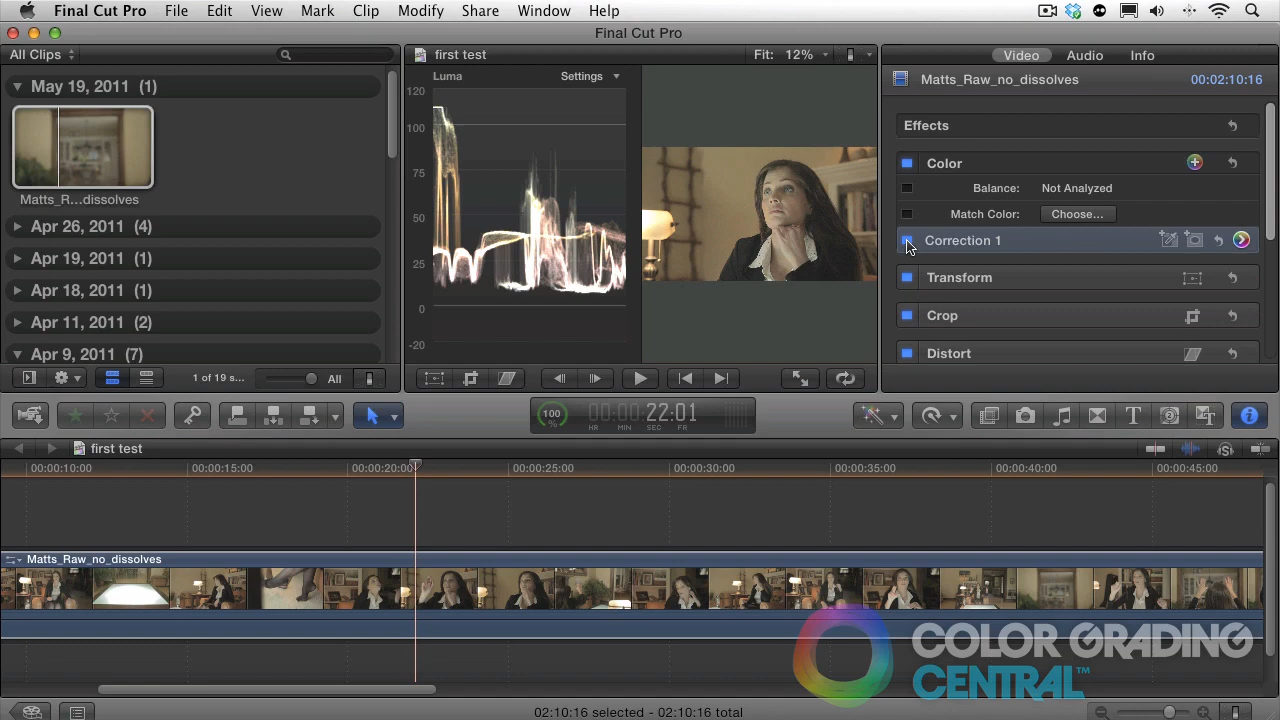 Final Cut Pro File Edit View Mark Clip Modify Share Window Help
Final Cut Pro
All Clips
May 19, 2011 (1)
Matts_R...dissolves
Apr 26, 2011 (4)
Apr 19, 2011 (1)
Apr 18, 2011 (1)
Apr 11, 2011 (2)
Apr 9, 2011 (7)
1 of 19 s...
All
first test
Fit: 12%
Luma
Settings
120
100
75
50
25
0
-20
Video Audio Info
Matts_Raw_no_dissolves 00:02:10:16
Effects
Color
Balance: Not Analyzed
Match Color: Choose...
Correction 1
Transform
Crop
Distort
100
%
00:00:22:01
HR MIN SEC FR
first test
00:00:10:00 00:00:15:00 00:00:20:00 00:00:25:00 00:00:30:00 00:00:35:00 00:00:40:00 00:00:45:00
Matts_Raw_no_dissolves
COLOR GRADING
CENTRAL™
02:10:16 selected - 02:10:16 total